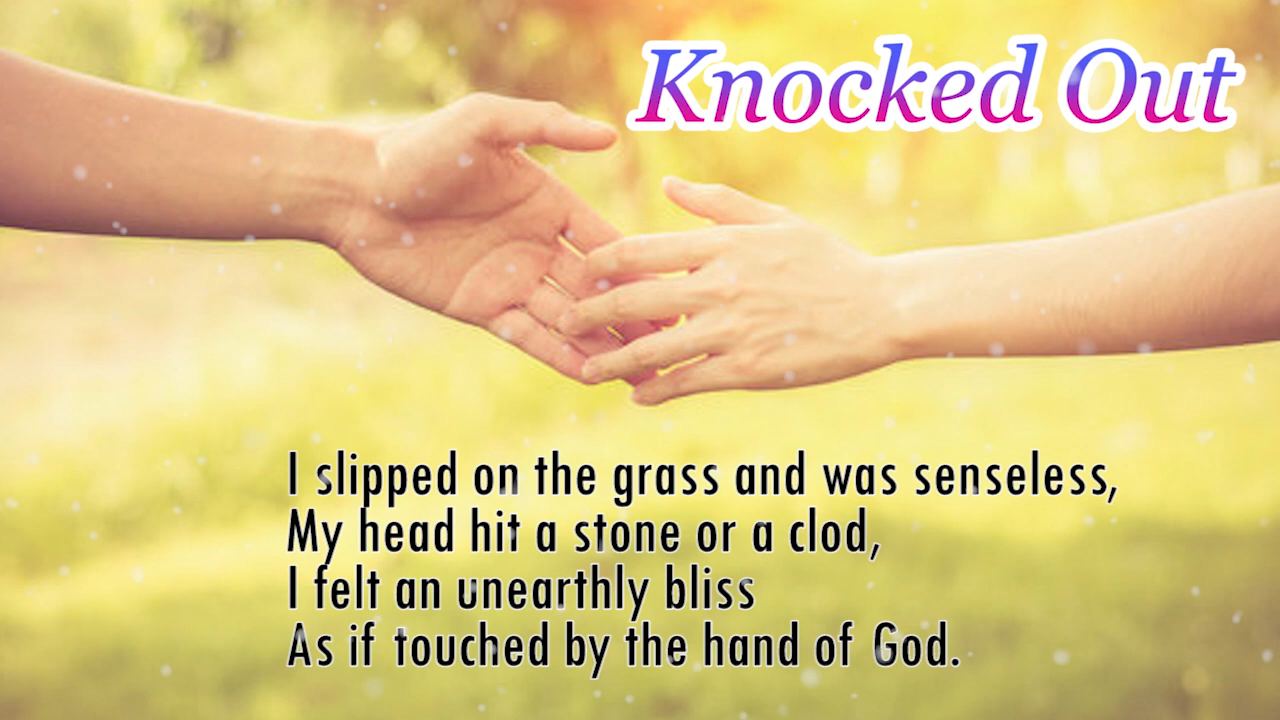 Knocked Out
I slipped on the grass and was senseless,
My head hit a stone or a clod,
I felt an unearthly bliss
As if touched by the hand of God.